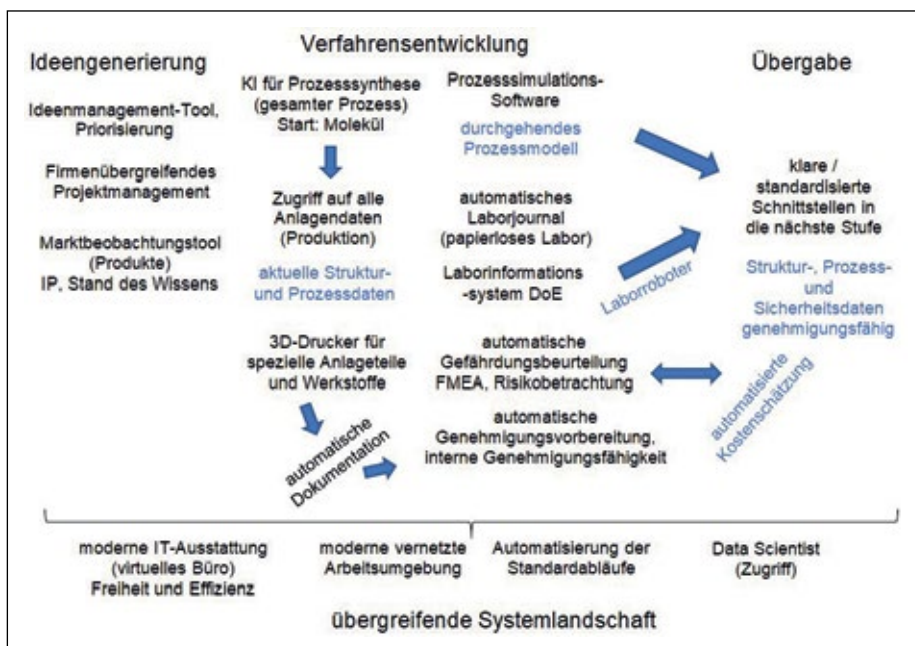 Ideengenerierung
Ideenmanagement-Tool,
Priorisierung
Firmenübergreifendes
Projektmanagement
Marktbeobachtungstool
(Produkte)
IP, Stand des Wissens
Verfahrensentwicklung
KI für Prozesssynthese
(gesamter Prozess)
Start: Molekül
Zugriff auf alle
Anlagendaten
(Produktion)
aktuelle Struktur-
und Prozessdaten
3D-Drucker für
spezielle Anlageteile
und Werkstoffe
automatische
Dokumentation
Prozesssimulations-
Software
durchgehendes
Prozessmodell
automatisches
Laborjournal
(papierloses Labor)
Laborinformations
-system DoE
Laborroboter
automatische
Gefährdungsbeurteilung
FMEA, Risikobetrachtung
automatische
Genehmigungsvorbereitung,
interne Genehmigungsfähigkeit
Übergabe
klare /
standardisierte
Schnittstellen in
die nächste Stufe
Struktur-, Prozess-
und
Sicherheitsdaten
genehmigungsfähig
automatisierte
Kostenschätzung
moderne IT-Ausstattung
(virtuelles Büro)
Freiheit und Effizienz
moderne vernetzte
Arbeitsumgebung
Automatisierung der
Standardabläufe
Data Scientist
(Zugriff)
übergreifende Systemlandschaft